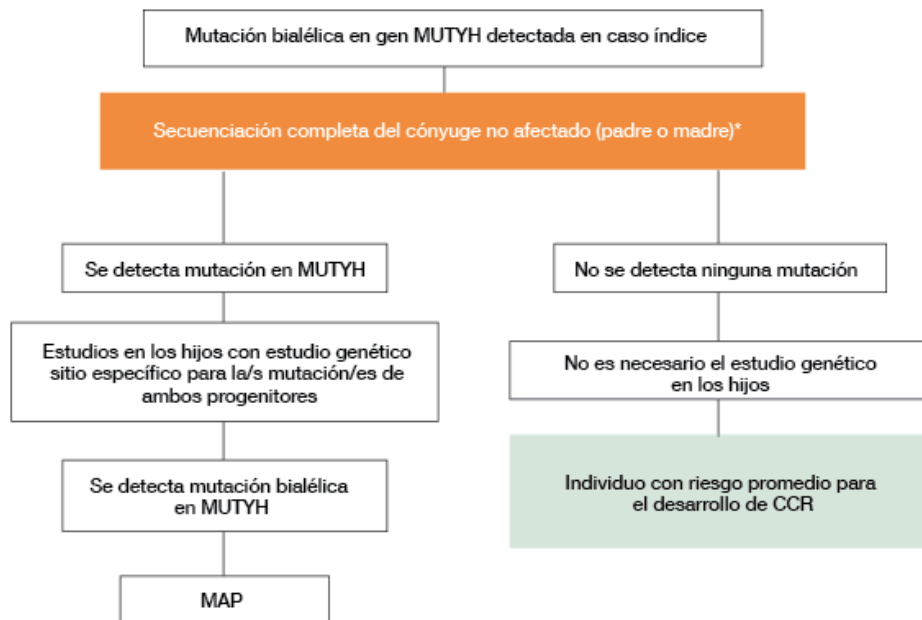 Mutación bialélica en gen MUTYH detectada en caso índice
Secuenciación completa del cónyuge no afectado (padre o madre)*
Se detecta mutación en MUTYH
No se detecta ninguna mutación
Estudios en los hijos con estudio genético
sitio específico para la/s mutación/es de
ambos progenitores
No es necesario el estudio genético
en los hijos
Se detecta mutación bialélica
en MUTYH
Individuo con riesgo promedio para
el desarrollo de CCR
MAP